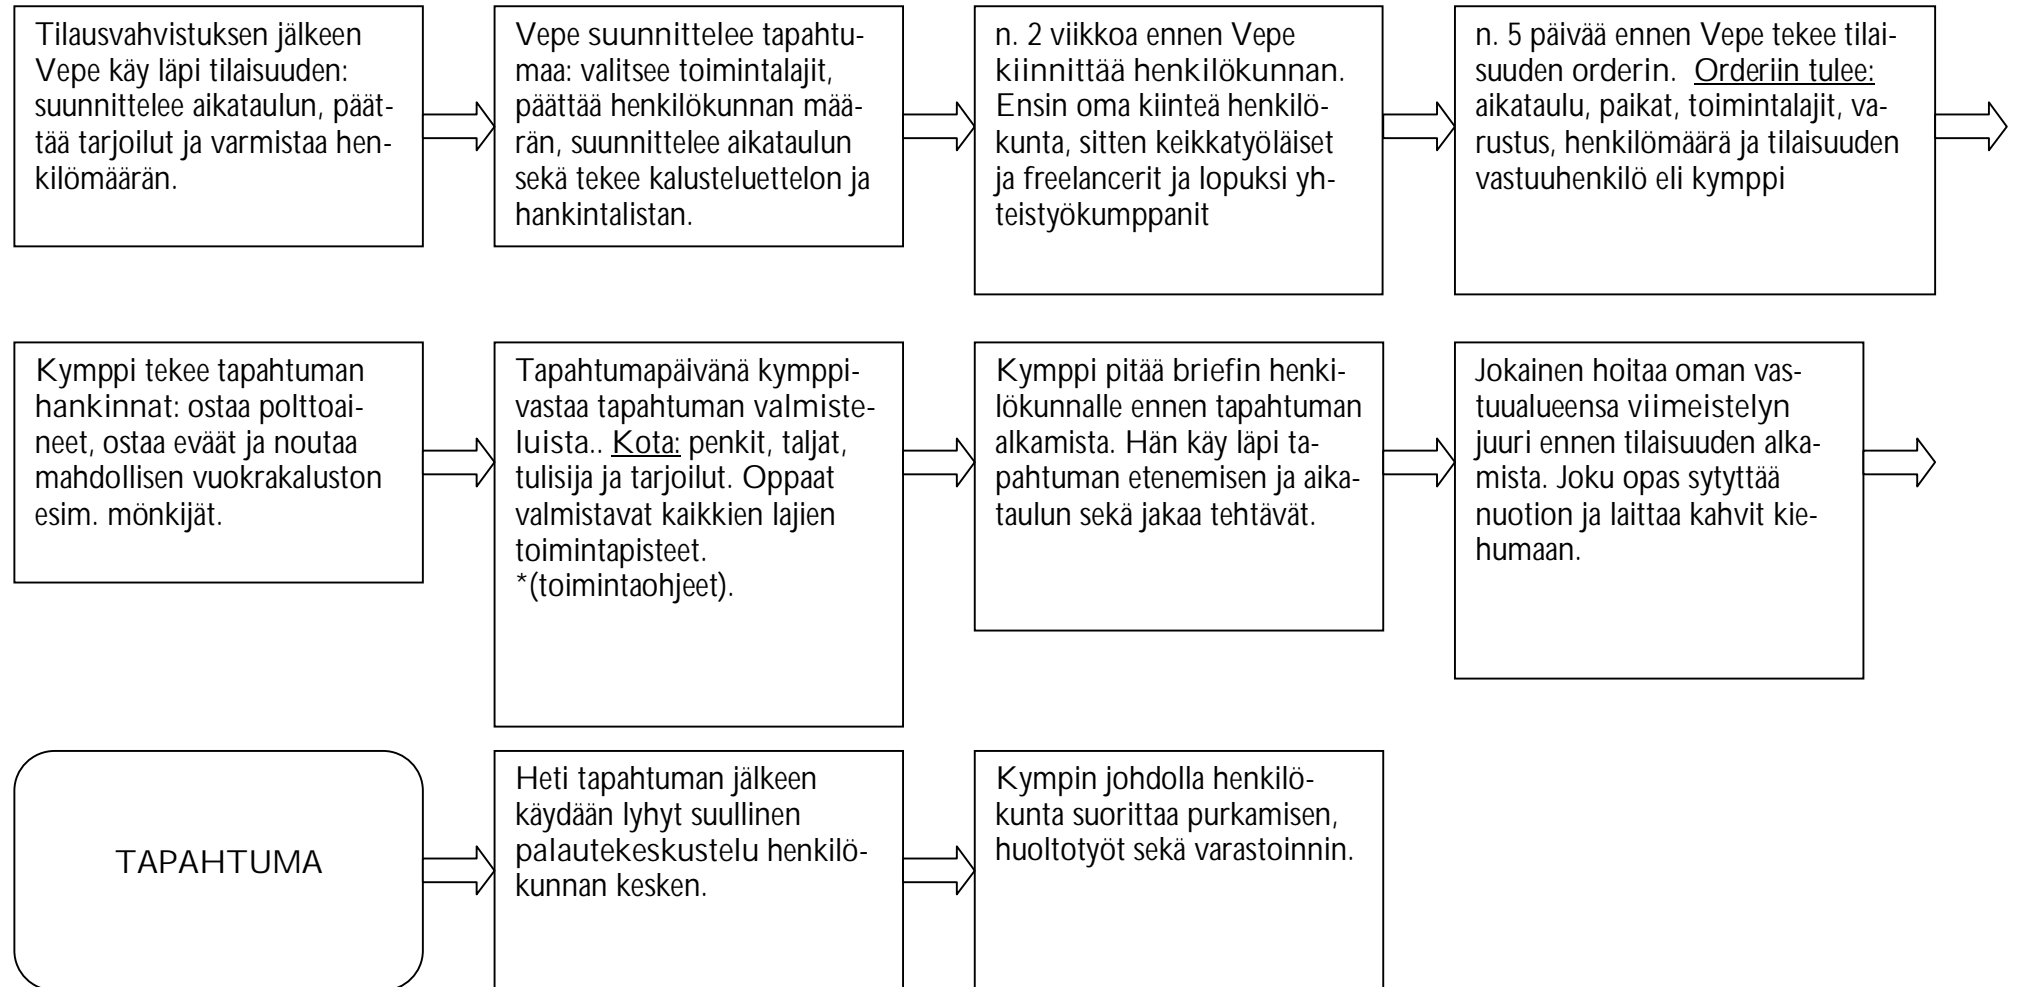 Tilausvahvistuksen jälkeen
Vepe käy läpi tilaisuuden:
suunnittelee aikataulun, päät-
tää tarjoilut ja varmistaa hen-
kilömäärän.
Vepe suunnittelee tapahtu-
maa: valitsee toimintalajit,
päättää henkilökunnan mää-
rän, suunnittelee aikataulun
sekä tekee kalusteluettelon ja
hankintalistan.
n. 2 viikkoa ennen Vepe
kiinnittää henkilökunnan.
Ensin oma kiinteä henkilö-
kunta, sitten keikkatyöläiset
ja freelancerit ja lopuksi yh-
teistyökumppanit
n. 5 päivää ennen Vepe tekee tilai-
suuden orderin. Orderiin tulee:
aikataulu, paikat, toimintalajit, va-
rustus, henkilömäärä ja tilaisuuden
vastuuhenkilö eli kymppi
Kymppi tekee tapahtuman
hankinnat: ostaa polttoai-
neet, ostaa eväät ja noutaa
mahdollisen vuokrakaluston
esim. mönkijät.
Tapahtumapäivänä kymppi-
vastaa tapahtuman valmiste-
luista.. Kota: penkit, taljat,
tulisija ja tarjoilut. Oppaat
valmistavat kaikkien lajien
toimintapisteet.
*(toimintaohjeet).
Kymppi pitää briefin henki-
lökunnalle ennen tapahtuman
alkamista. Hän käy läpi ta-
pahtuman etenemisen ja aika-
taulun sekä jakaa tehtävät.
Jokainen hoitaa oman vas-
tuualueensa viimeistelyn
juuri ennen tilaisuuden alka-
mista. Joku opas sytyttää
nuotion ja laittaa kahvit kie-
humaan.
TAPAHTUMA
Heti tapahtuman jälkeen
käydään lyhyt suullinen
palautekeskustelu henkilö-
kunnan kesken.
Kympin johdolla henkilö-
kunta suorittaa purkamisen,
huoltotyöt sekä varastoinnin.